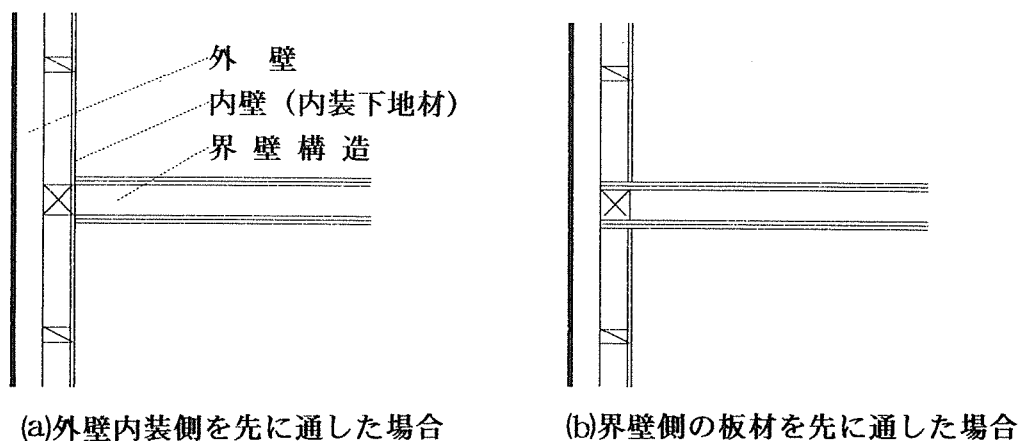 外 壁
内壁（内装下地材）
界 壁 構 造
(a)外壁内装側を先に通した場合
(b)界壁側の板材を先に通した場合